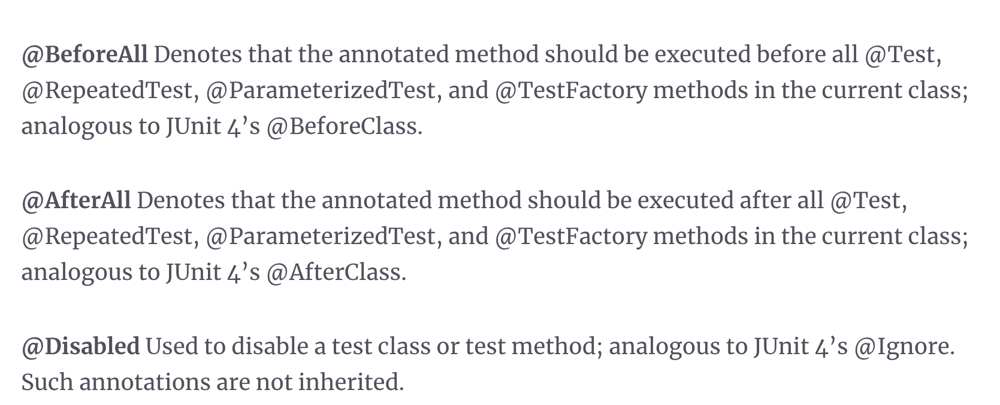 @BeforeAll Denotes that the annotated method should be executed before all @Test,
@RepeatedTest, @ParameterizedTest, and @TestFactory methods in the current class;
analogous to JUnit 4’s @BeforeClass.
@AfterAll Denotes that the annotated method should be executed after all @Test,
@RepeatedTest, @ParameterizedTest, and @TestFactory methods in the current class;
analogous to JUnit 4’s @AfterClass.
@Disabled Used to disable a test class or test method; analogous to JUnit 4’s @Ignore.
Such annotations are not inherited.